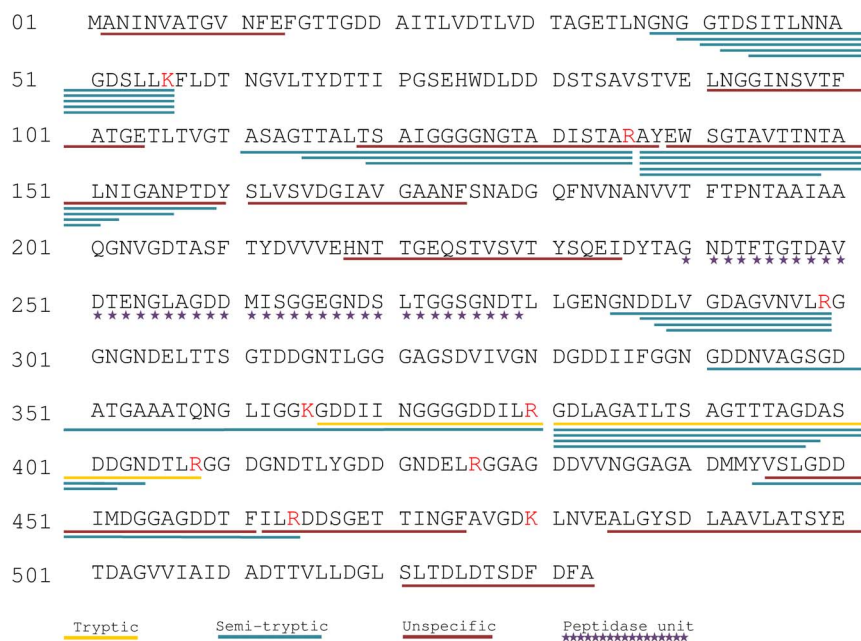 01 MANINVATGV NFEFGTTGDD AITLVDTLVD TAGETLNGNG GTDSITLNNA
51 GDSLLKFLDT NGVLTYDTTI PGSEHWDLDD DSTSAVSTVE LNGGINSVTF
101 ATGETLTVGT ASAGTTALTS AIGGGGNGTA DISTARAYEW SGTAVTTNTA
151 LNIGANPTDY SLVSVDGIAV GAANFSNADG QFNVNANVVT FTPNTAAIAA
201 QGNVGDTASF TYDVVVEHNT TGEQSTVSVT YSQEIDYTAG NDTFTGTDAV
251 DTENGLAGDD MISGGEGNDS LTGGSGNDTL LGENGNDDLV GDAGVNVLRG
301 GNGNDELTTS GTDDGNTLGG GAGSDVIVGN DGDDIIFGGN GDDNVAGSGD
351 ATGAAATQNG LIGGKGDDII NGGGGDDILR GDLAGATLTS AGTTTAGDAS
401 DDGNDTLRGG DGNDTLYGDD GNDELRGGAG DDVVNGGAGA DMMYVSLGDD
451 IMDGGAGDDT FILRDDSGET TINGFAVGDK LNVEALGYSD LAAVLATSYE
501 TDAGVVIAID ADTTVLLDGL SLTDLDTSDF DFA
Tryptic Semi-tryptic Unspecific Peptidase unit